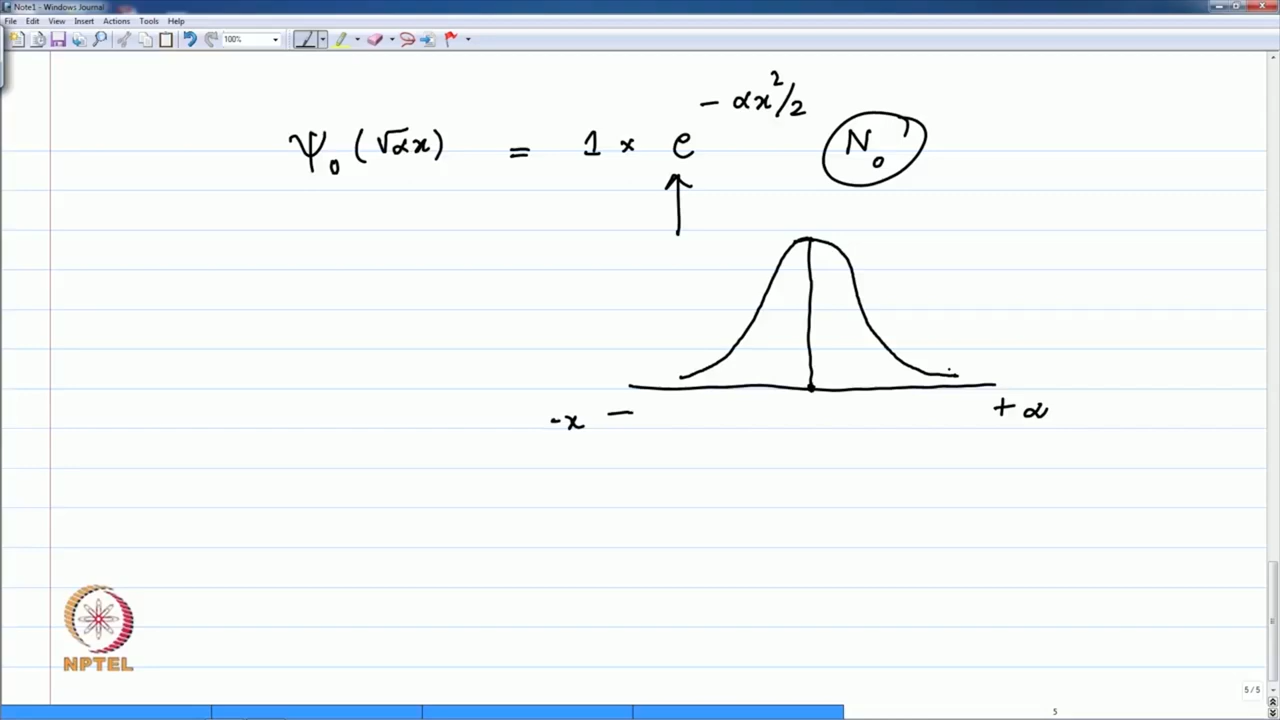 Note1 - Windows Journal
File Edit View Insert Actions Tools Help
100%
ψ₀ (√αx) = 1 × e^(- αx²/2) N₀
-x — + α
NPTEL
5 / 5
5